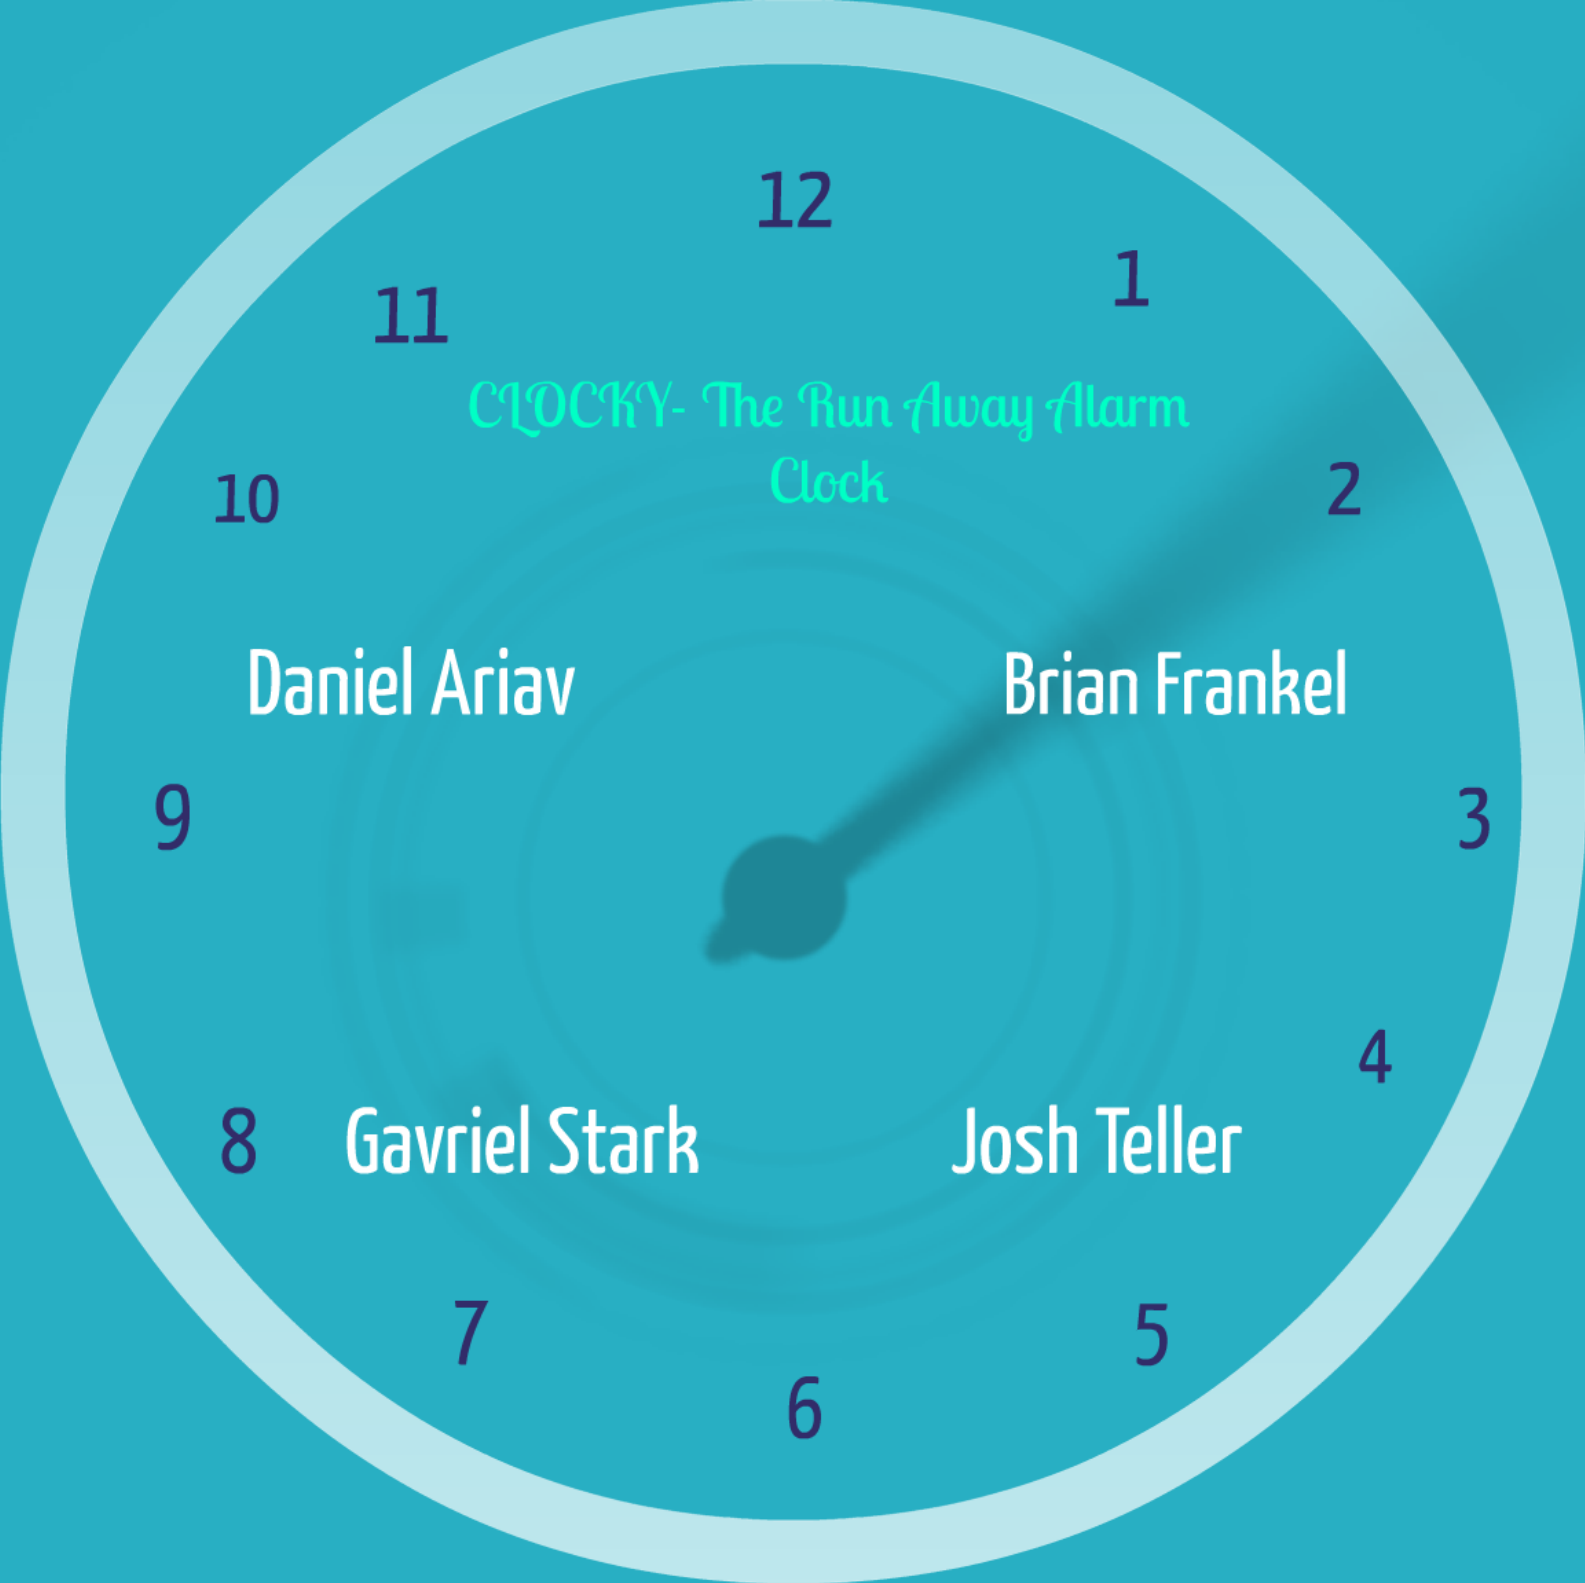 12
1
11
CLOCKY- The Run Away Alarm
Clock
2
10
Daniel Ariav
Brian Frankel
9
3
4
8
Gavriel Stark
Josh Teller
7
5
6